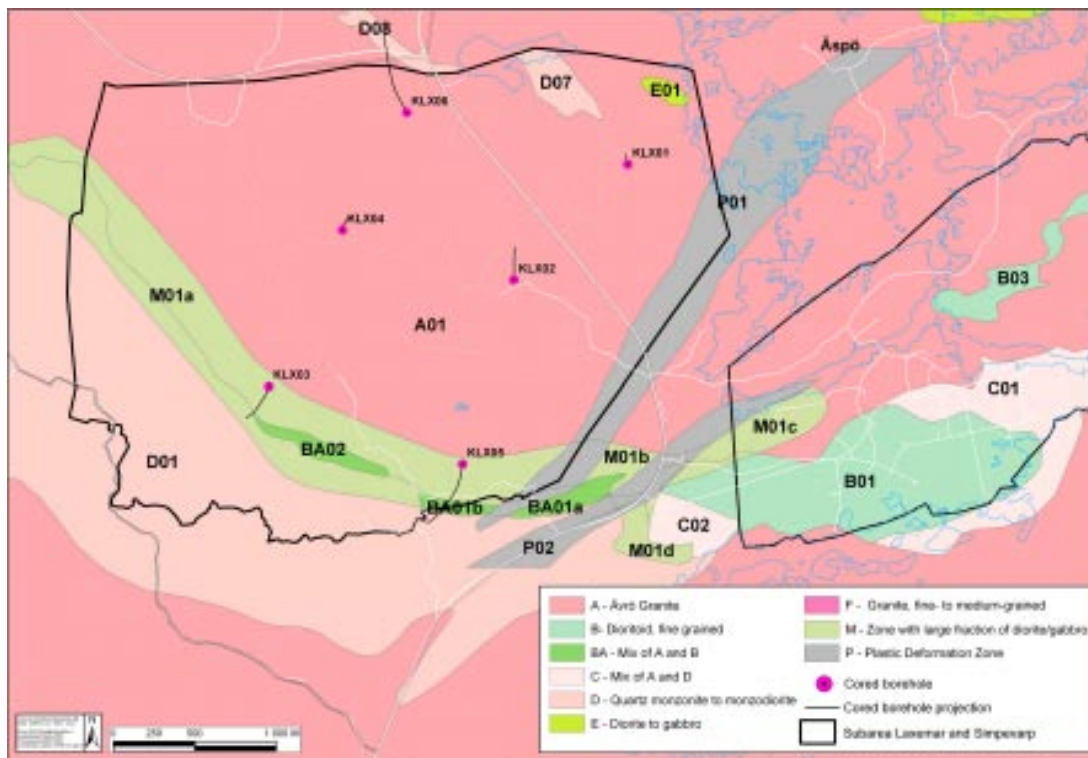 D08
Äspö
D07
E01
KLX06
KLX01
P01
KLX04
KLX02
B03
M01a
A01
KLX03
C01
M01c
BA02
D01
KLX05
M01b
B01
BA01b
BA01a
C02
P02
M01d
A - Ävrö Granite
B- Dioritoid, fine grained
BA - Mix of A and B
C - Mix of A and D
D - Quartz monzonite to monzodiorite
E - Diorite to gabbro
F - Granite, fine- to medium-grained
M - Zone with large fraction of diorite/gabbro
P - Plastic Deformation Zone
Cored borehole
Cored borehole projection
Subarea Laxemar and Simpevarp
N
0 250 500 1 000 m